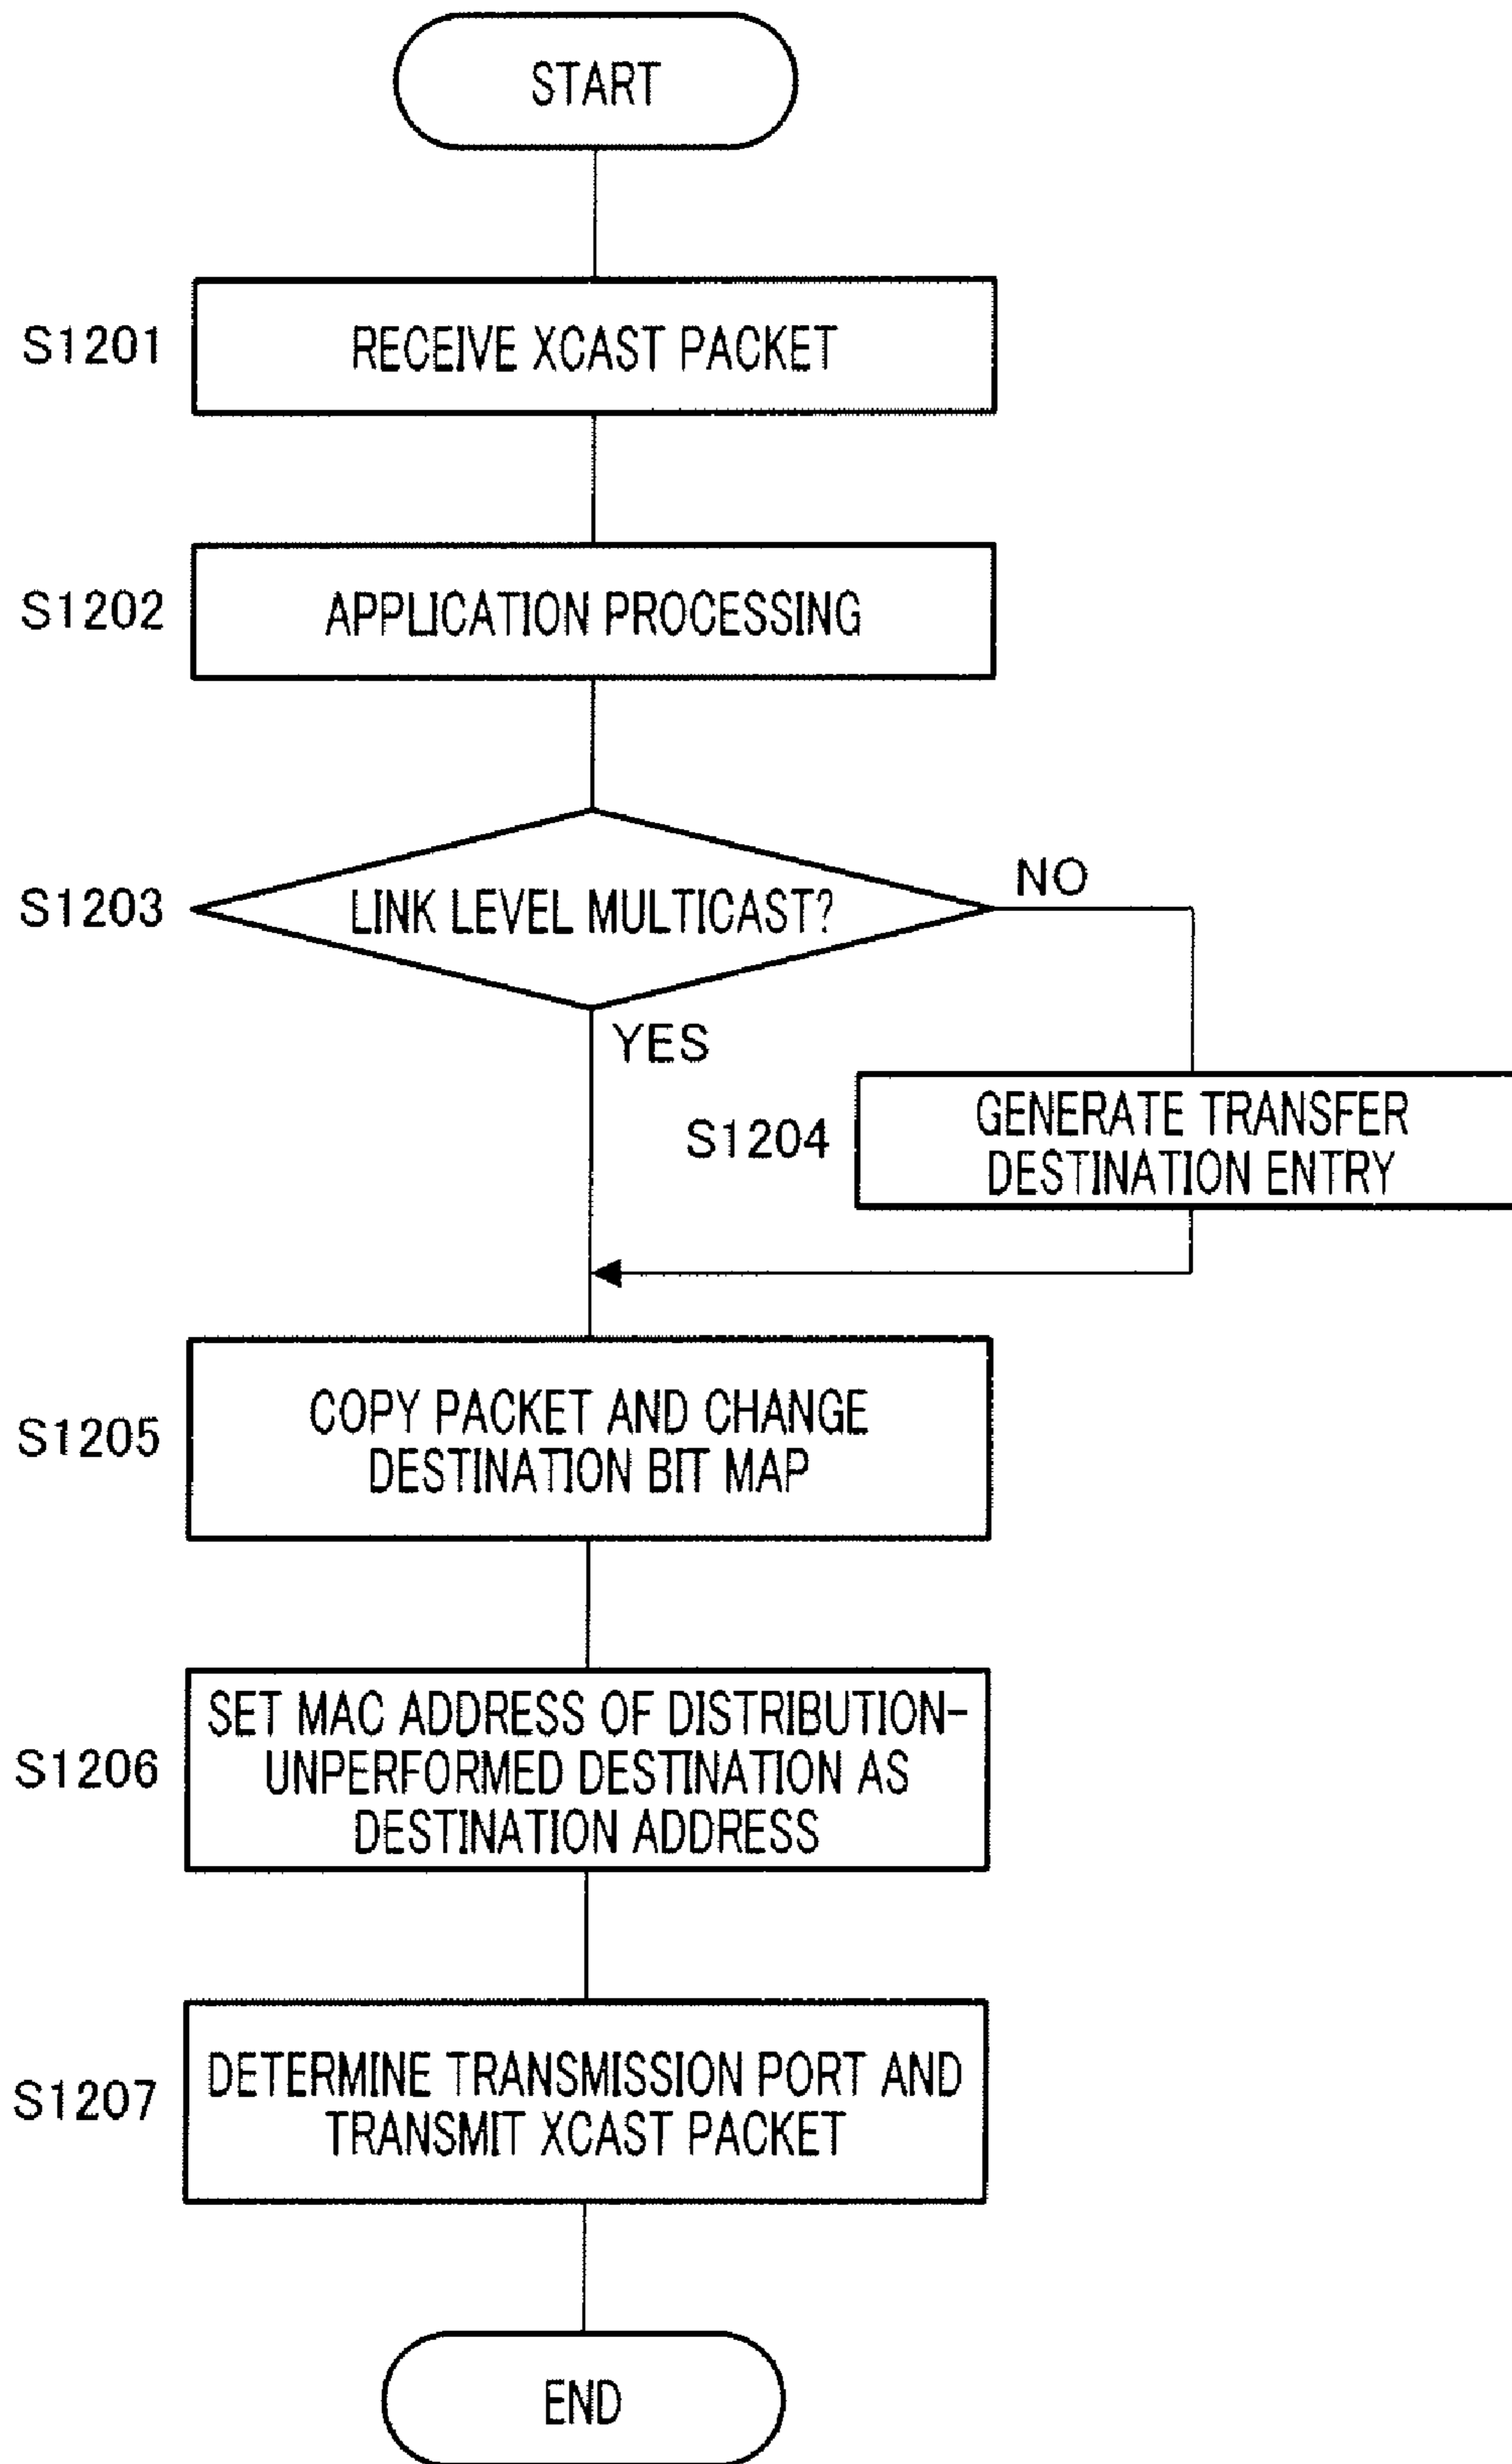 START
S1201
RECEIVE XCAST PACKET
S1202
APPLICATION PROCESSING
S1203
LINK LEVEL MULTICAST?
NO
YES
S1204
GENERATE TRANSFER
DESTINATION ENTRY
S1205
COPY PACKET AND CHANGE
DESTINATION BIT MAP
S1206
SET MAC ADDRESS OF DISTRIBUTION-
UNPERFORMED DESTINATION AS
DESTINATION ADDRESS
S1207
DETERMINE TRANSMISSION PORT AND
TRANSMIT XCAST PACKET
END